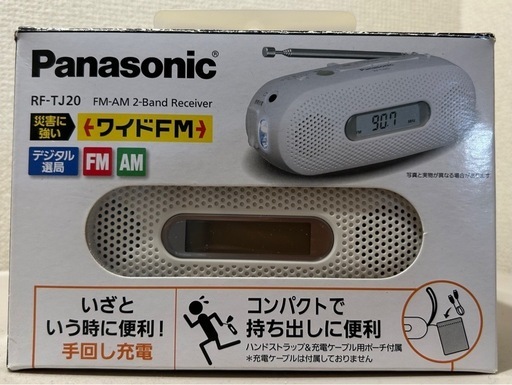 Panasonic®
RF-TJ20 FM-AM 2-Band Receiver
災害に
強い
ワイドFM
デジタル
選局
FM
AM
90.7
写真と実物が異なる場合があります
いざと
いう時に便利!
手回し充電
コンパクトで
持ち出しに便利
ハンドストラップ&充電ケーブル用ポーチ付属
*充電ケーブルは付属しておりません